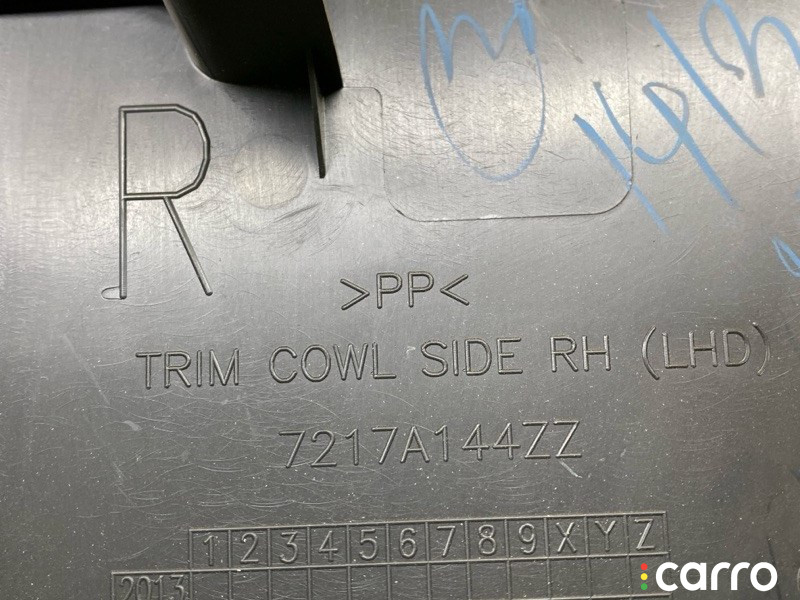 R
>PP<
TRIM COWL SIDE RH (LHD)
7217A144ZZ
1 2 3 4 5 6 7 8 9 X Y Z
2013
carro